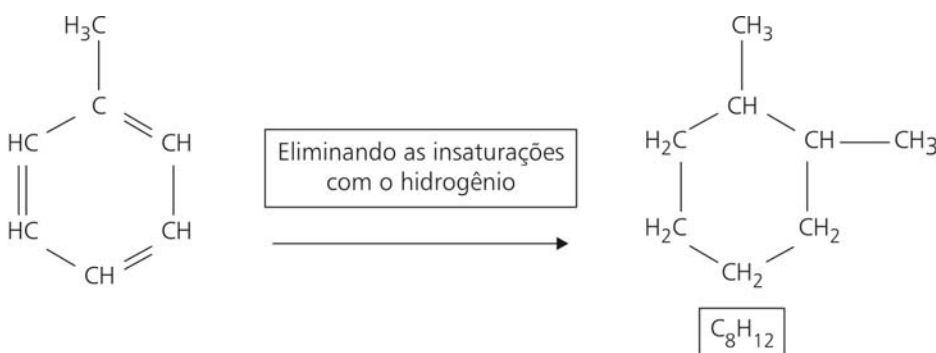 H₃C
C
HC
CH
HC
CH
CH
Eliminando as insaturações
com o hidrogênio
CH₃
CH
H₂C
CH
CH₃
H₂C
CH₂
CH₂
C₈H₁₂